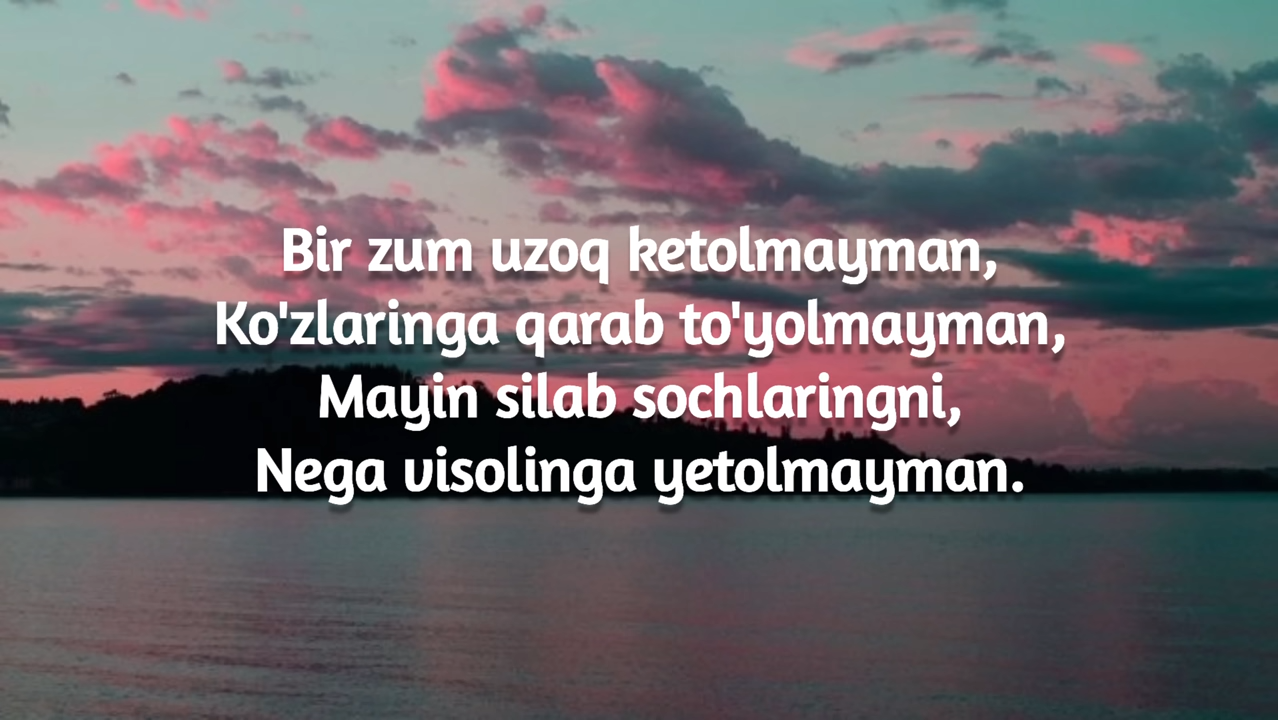 Bir zum uzoq ketolmayman,
Ko'zlaringa qarab to'yolmayman,
Mayin silab sochlaringni,
Nega visolinga yetolmayman.